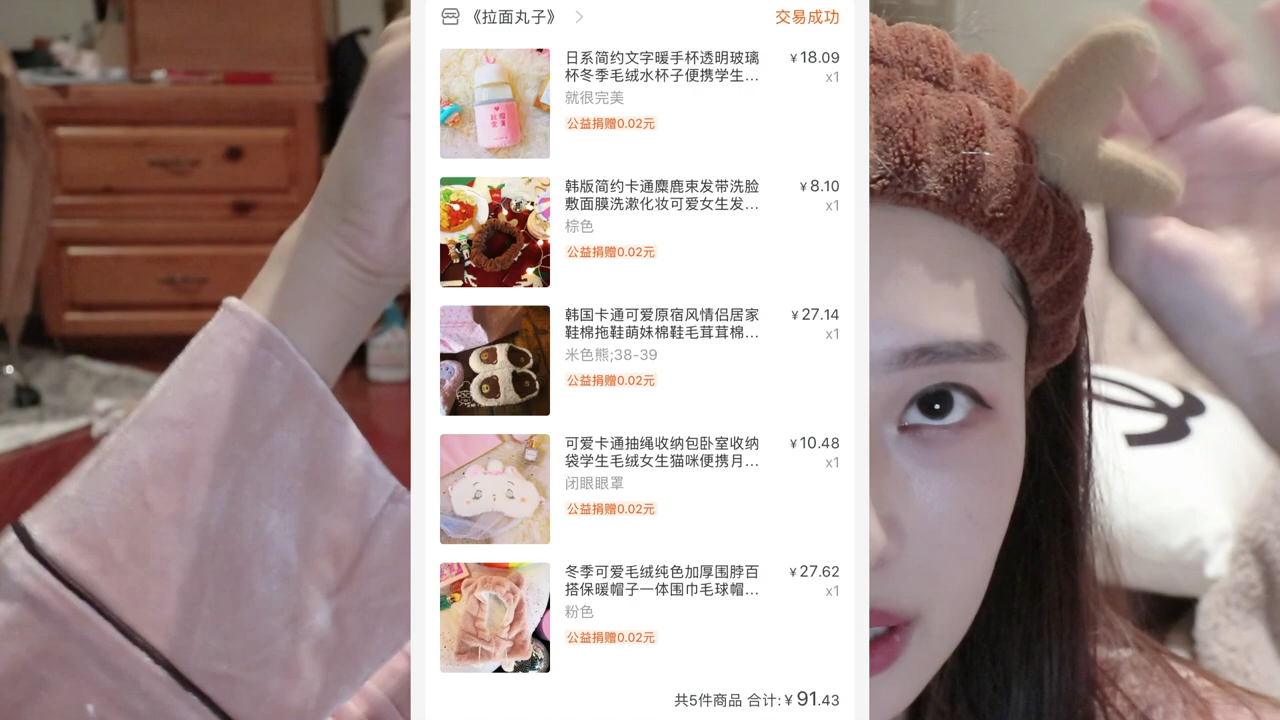 《拉面丸子》
交易成功
日系简约文字暖手杯透明玻璃
¥18.09
杯冬季毛绒水杯子便携学生...
x1
就很完美
公益捐赠0.02元
韩版简约卡通麋鹿束发带洗脸
¥8.10
敷面膜洗漱化妆可爱女生发...
x1
棕色
公益捐赠0.02元
韩国卡通可爱原宿风情侣居家
¥27.14
鞋棉拖鞋萌妹棉鞋毛茸茸棉...
x1
米色熊;38-39
公益捐赠0.02元
可爱卡通抽绳收纳包卧室收纳
¥10.48
袋学生毛绒女生猫咪便携月...
x1
闭眼眼罩
公益捐赠0.02元
冬季可爱毛绒纯色加厚围脖百
¥27.62
搭保暖帽子一体围巾毛球帽...
x1
粉色
公益捐赠0.02元
共5件商品 合计:¥91.43